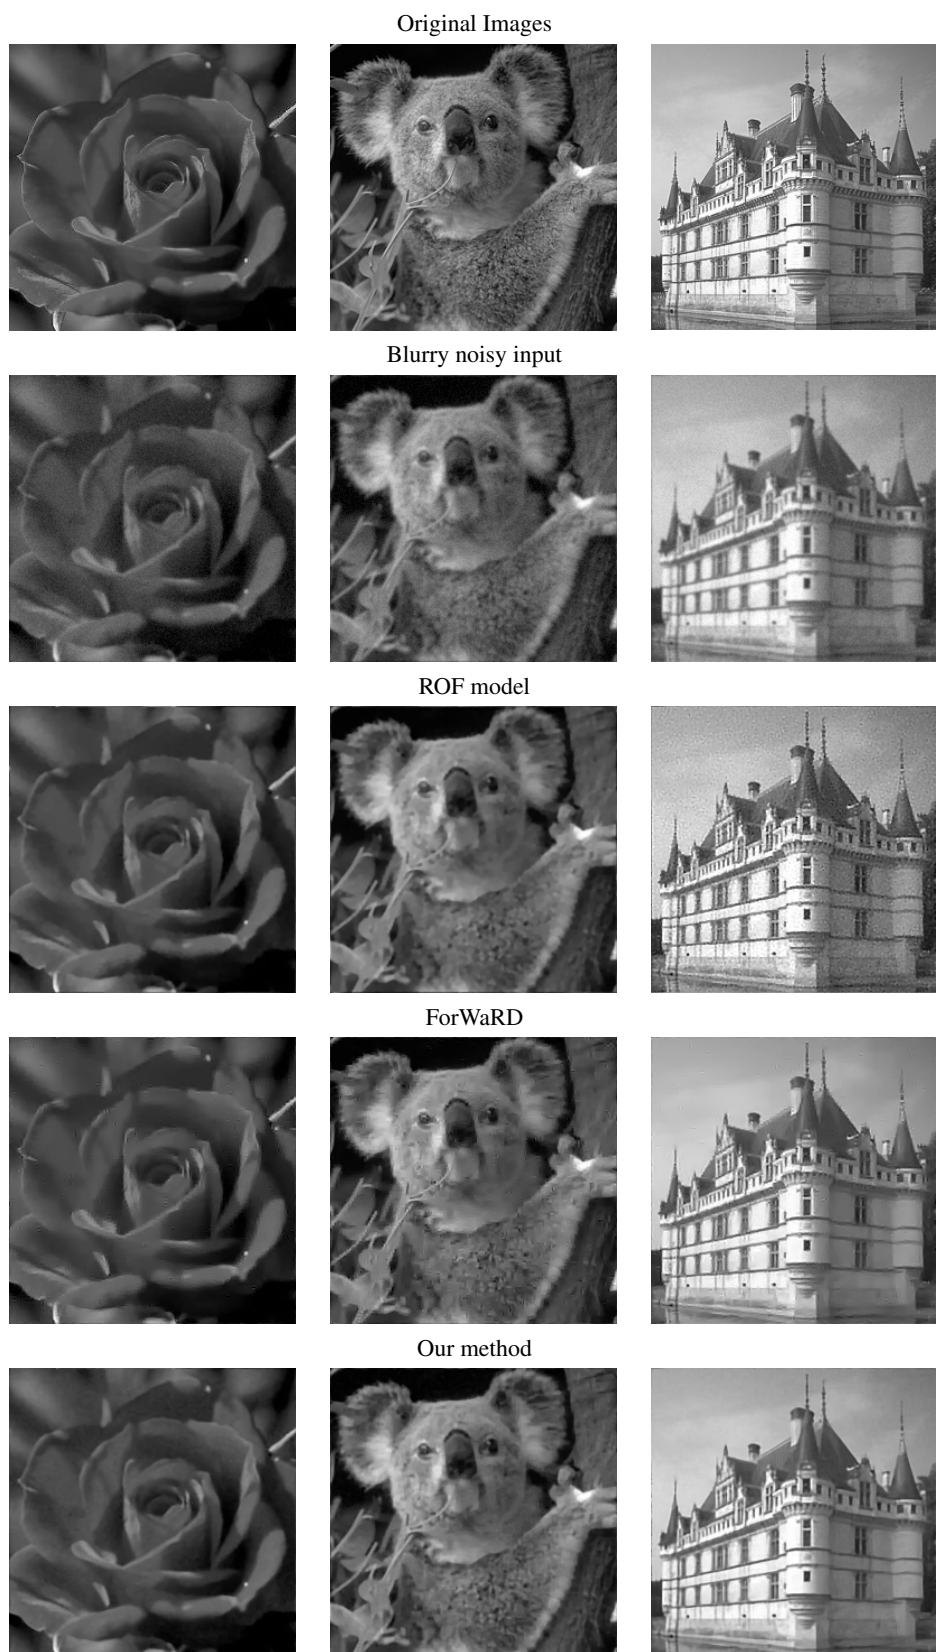 Original Images
Blurry noisy input
ROF model
ForWaRD
Our method